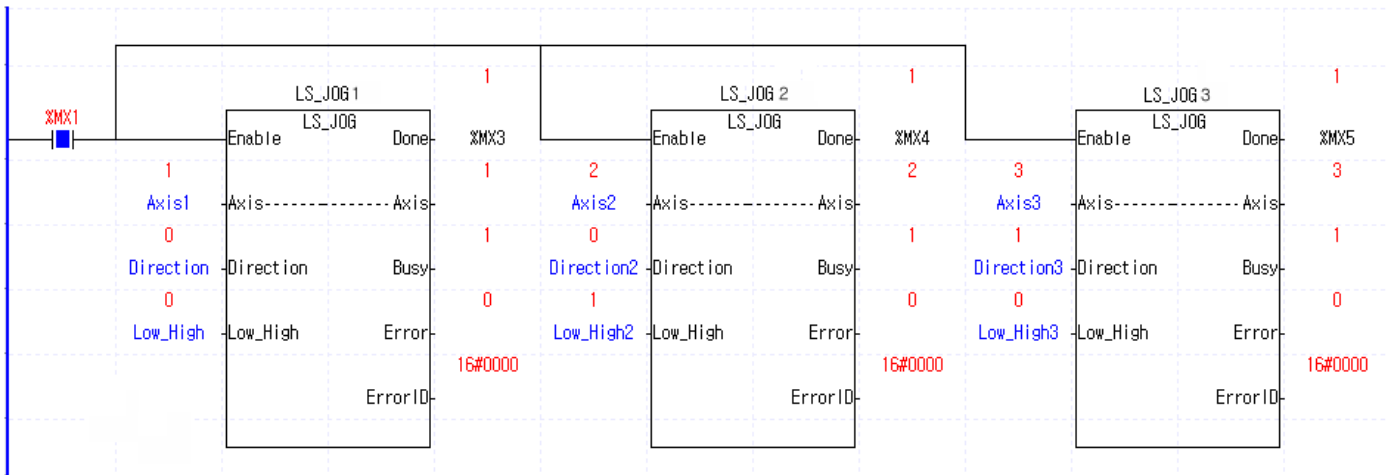 1 1 1
LS_JOG1 LS_JOG 2 LS_JOG 3
%MX1 LS_JOG LS_JOG LS_JOG
Enable Done %MX3 Enable Done %MX4 Enable Done %MX5
1 1 2 2 3 3
Axis1 Axis Axis Axis2 Axis Axis Axis3 Axis Axis
0 1 0 1 1 1
Direction Direction Busy Direction2 Direction Busy Direction3 Direction Busy
0 0 1 0 0 0
Low_High Low_High Error Low_High2 Low_High Error Low_High3 Low_High Error
16#0000 16#0000 16#0000
ErrorID ErrorID ErrorID